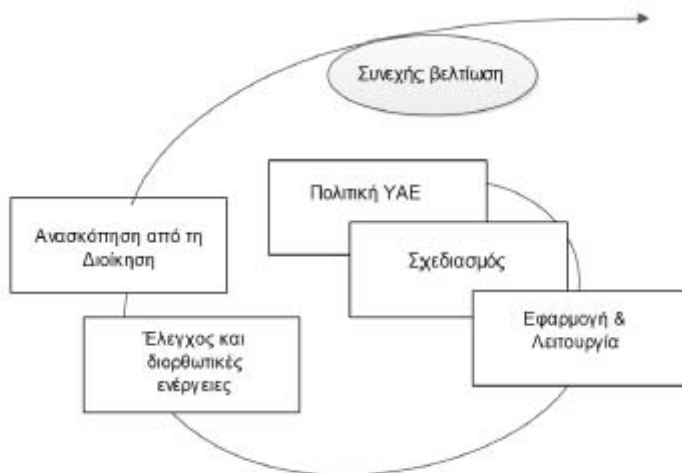 Συνεχής βελτίωση
Πολιτική ΥΑΕ
Ανασκόπηση από τη
Διοίκηση
Σχεδιασμός
Εφαρμογή &
Λειτουργία
Έλεγχος και
διορθωτικές
ενέργειες